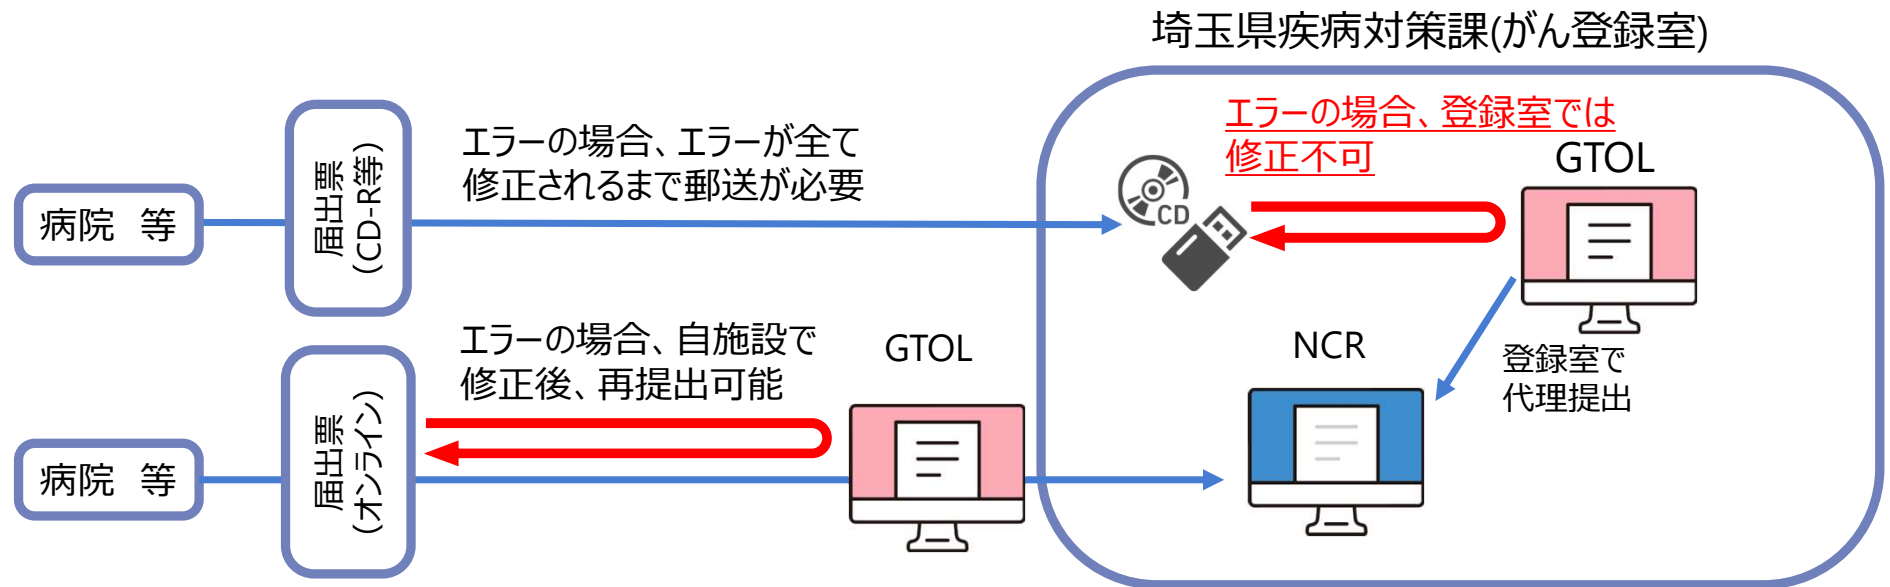 埼玉県疾病対策課(がん登録室)
病院 等
届出票
(CD-R等)
エラーの場合、エラーが全て
修正されるまで郵送が必要
エラーの場合、登録室では
修正不可
CD
GTOL
登録室で
代理提出
病院 等
届出票
(オンライン)
エラーの場合、自施設で
修正後、再提出可能
GTOL
NCR